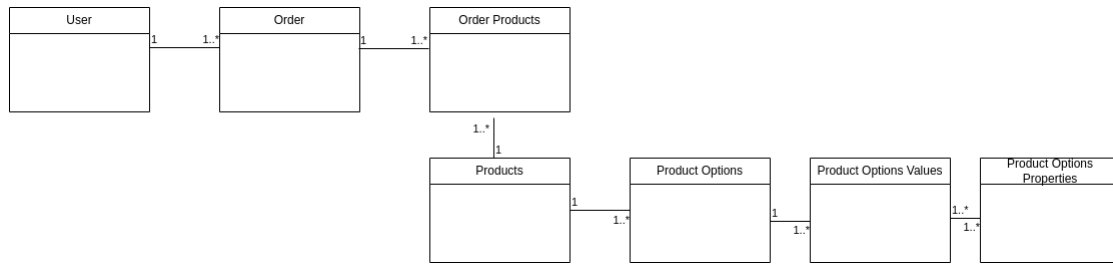 User
Order
Order Products
1
1..*
1
1..*
1..*
1
Products
Product Options
Product Options Values
Product Options
Properties
1
1..*
1
1..*
1..*
1..*